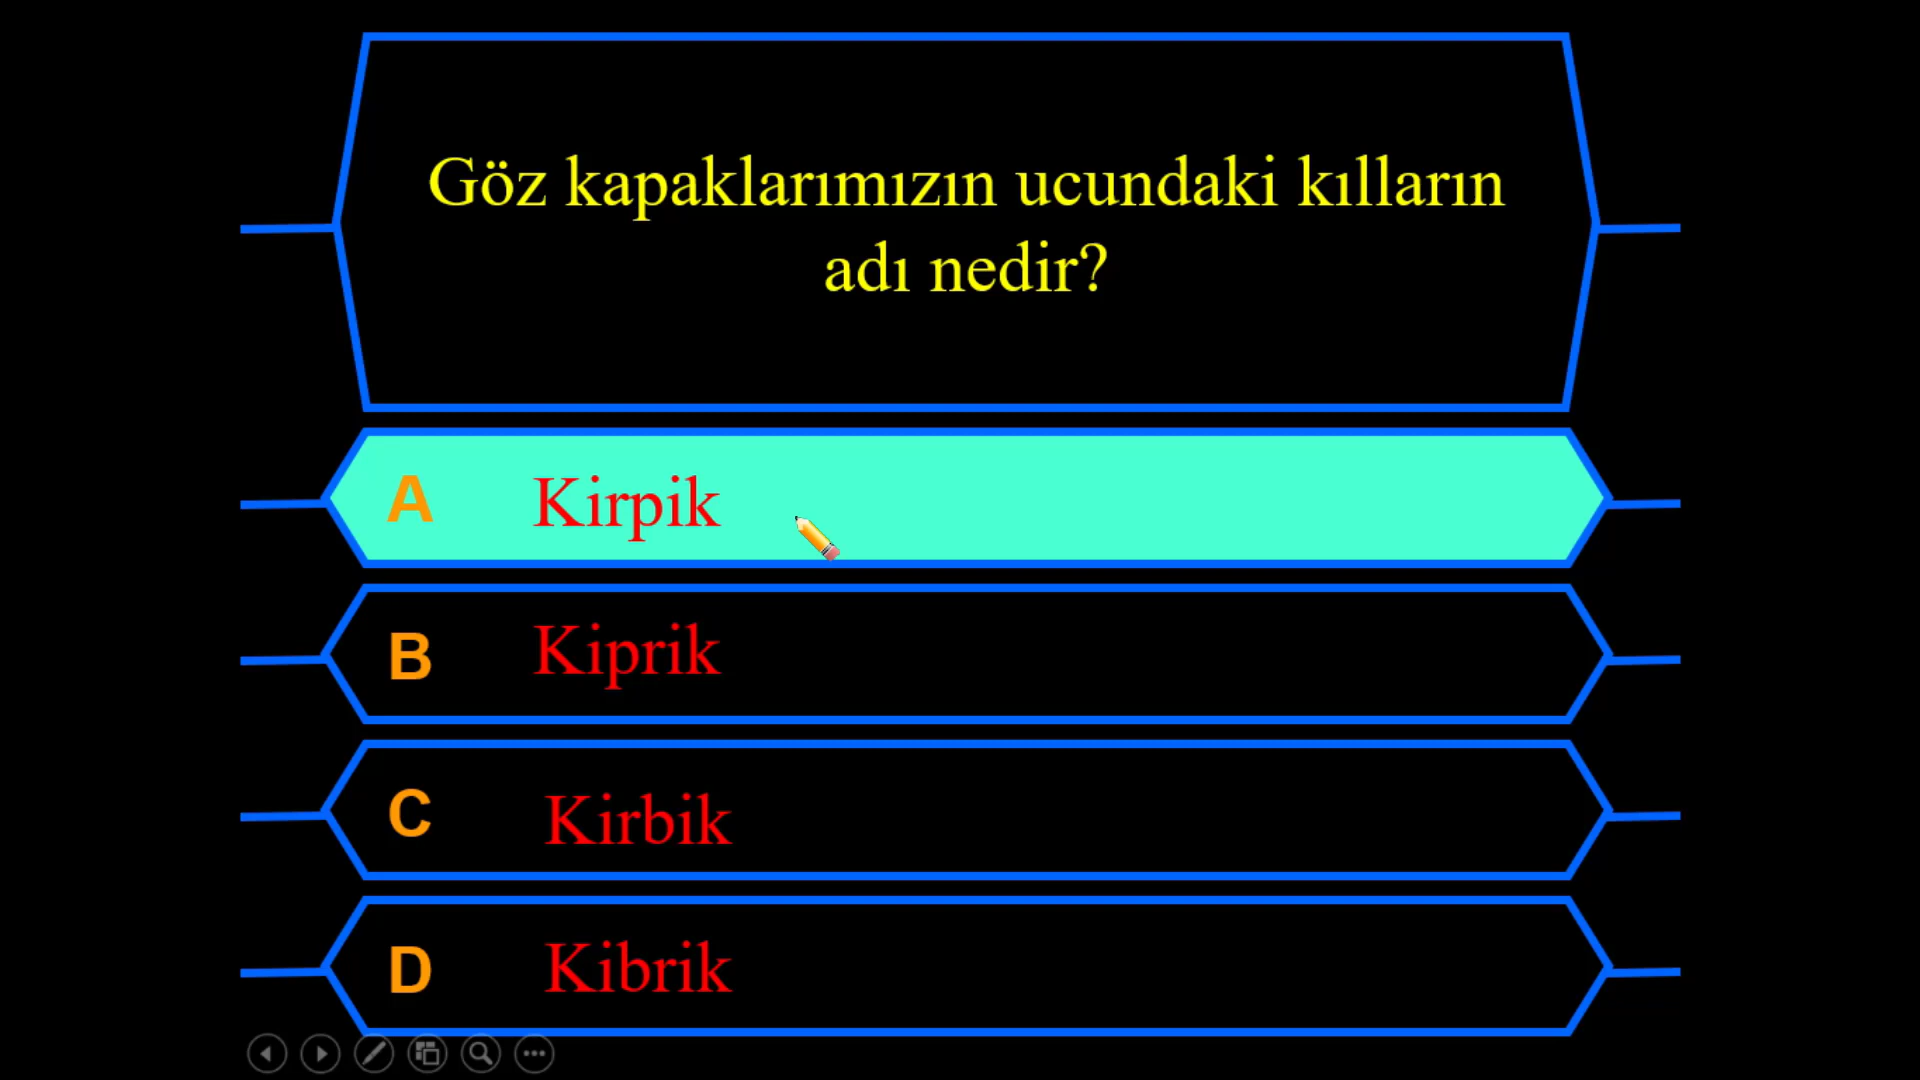 Göz kapaklarımızın ucundaki kılların
adı nedir?
A Kirpik
B Kiprik
C Kirbik
D Kibrik